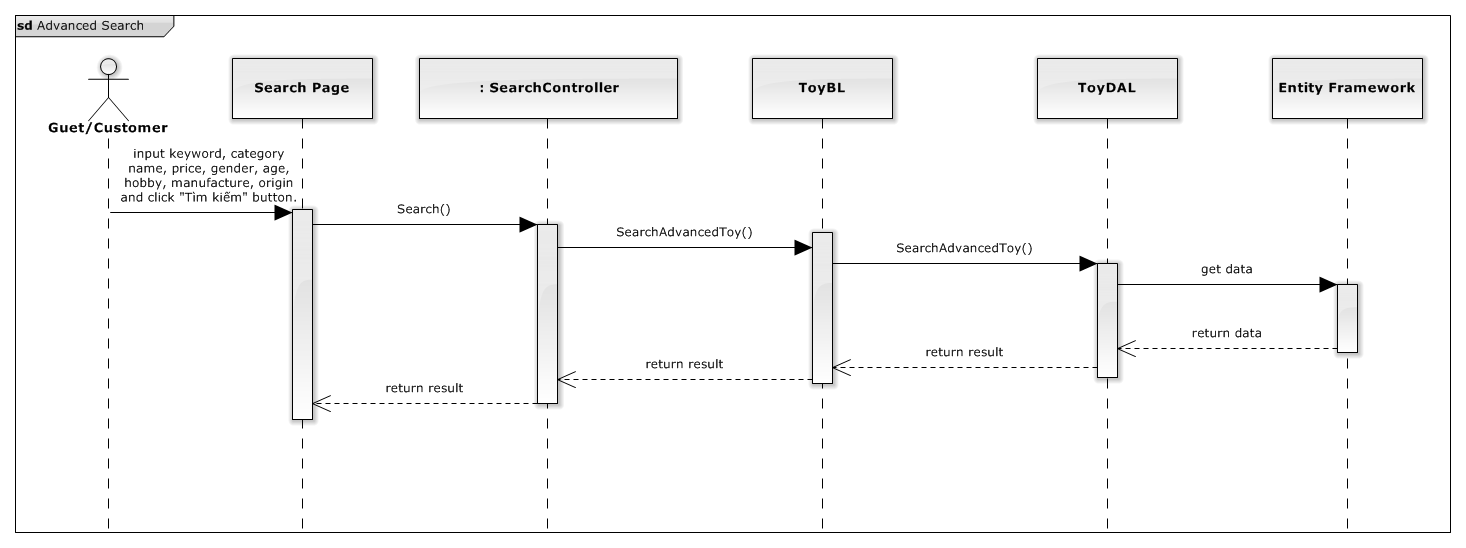 sd Advanced Search
Guet/Customer
Search Page
: SearchController
ToyBL
ToyDAL
Entity Framework
input keyword, category
name, price, gender, age,
hobby, manufacture, origin
and click "Tìm kiếm" button.
Search()
SearchAdvancedToy()
SearchAdvancedToy()
get data
return data
return result
return result
return result